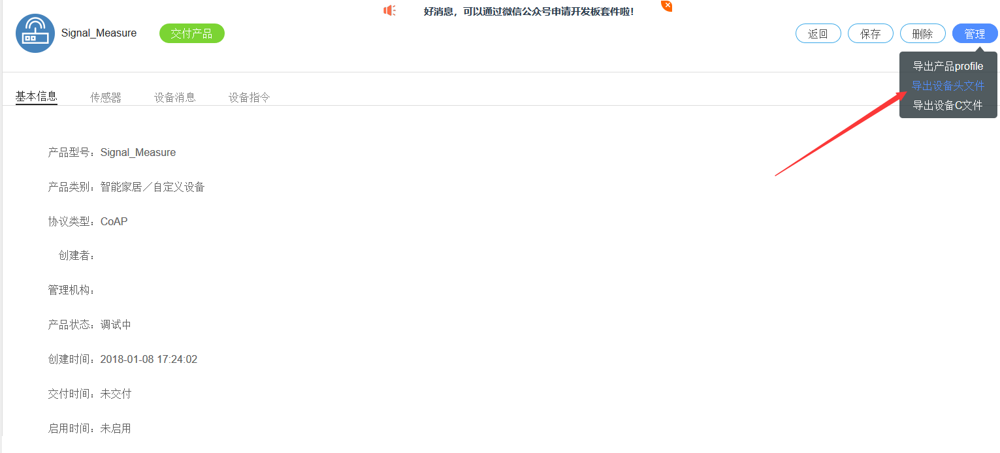 好消息，可以通过微信公众号申请开发板套件啦！
Signal_Measure
交付产品
返回
保存
删除
管理
导出产品profile
导出设备头文件
导出设备C文件
基本信息
传感器
设备消息
设备指令
产品型号：Signal_Measure
产品类别：智能家居／自定义设备
协议类型：CoAP
创建者：
管理机构：
产品状态：调试中
创建时间：2018-01-08 17:24:02
交付时间：未交付
启用时间：未启用